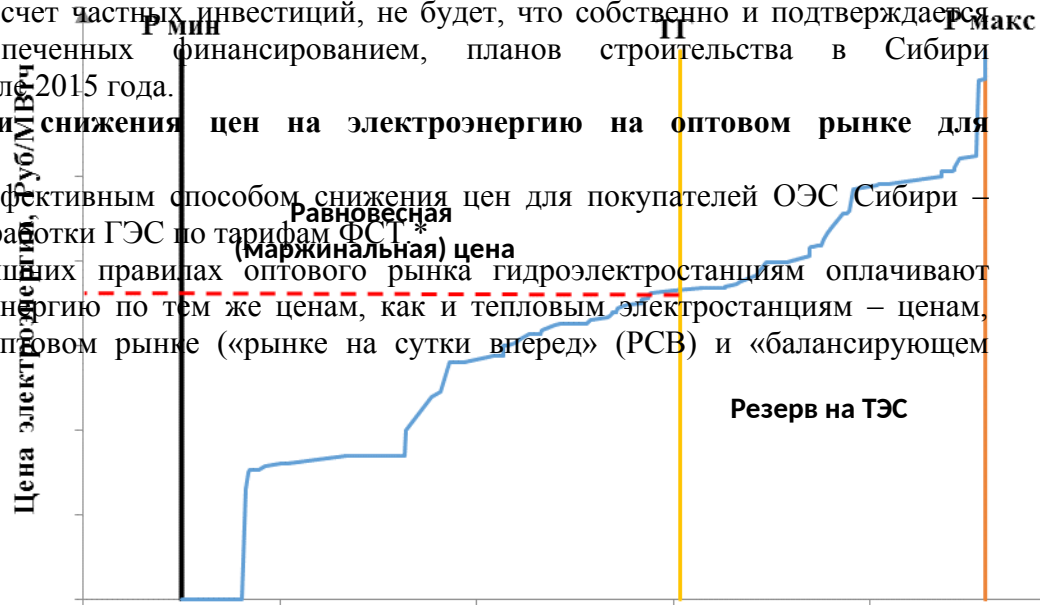 счет частных инвестиций, не будет, что собственно и подтверждается
Р мин
П
Р макс
печенных финансированием, планов строительства в Сибири
ле 2015 года.
и снижения цен на электроэнергию на оптовом рынке для
фективным способом снижения цен для покупателей ОЭС Сибири –
Равновесная
работки ГЭС по тарифам ФСТ.*
(маржинальная) цена
шних правилах оптового рынка гидроэлектростанциям оплачивают
нергию по тем же ценам, как и тепловым электростанциям – ценам,
птовом рынке («рынке на сутки вперед» (РСВ) и «балансирующем
Резерв на ТЭС
Цена электроэнергии, Руб/МВтч